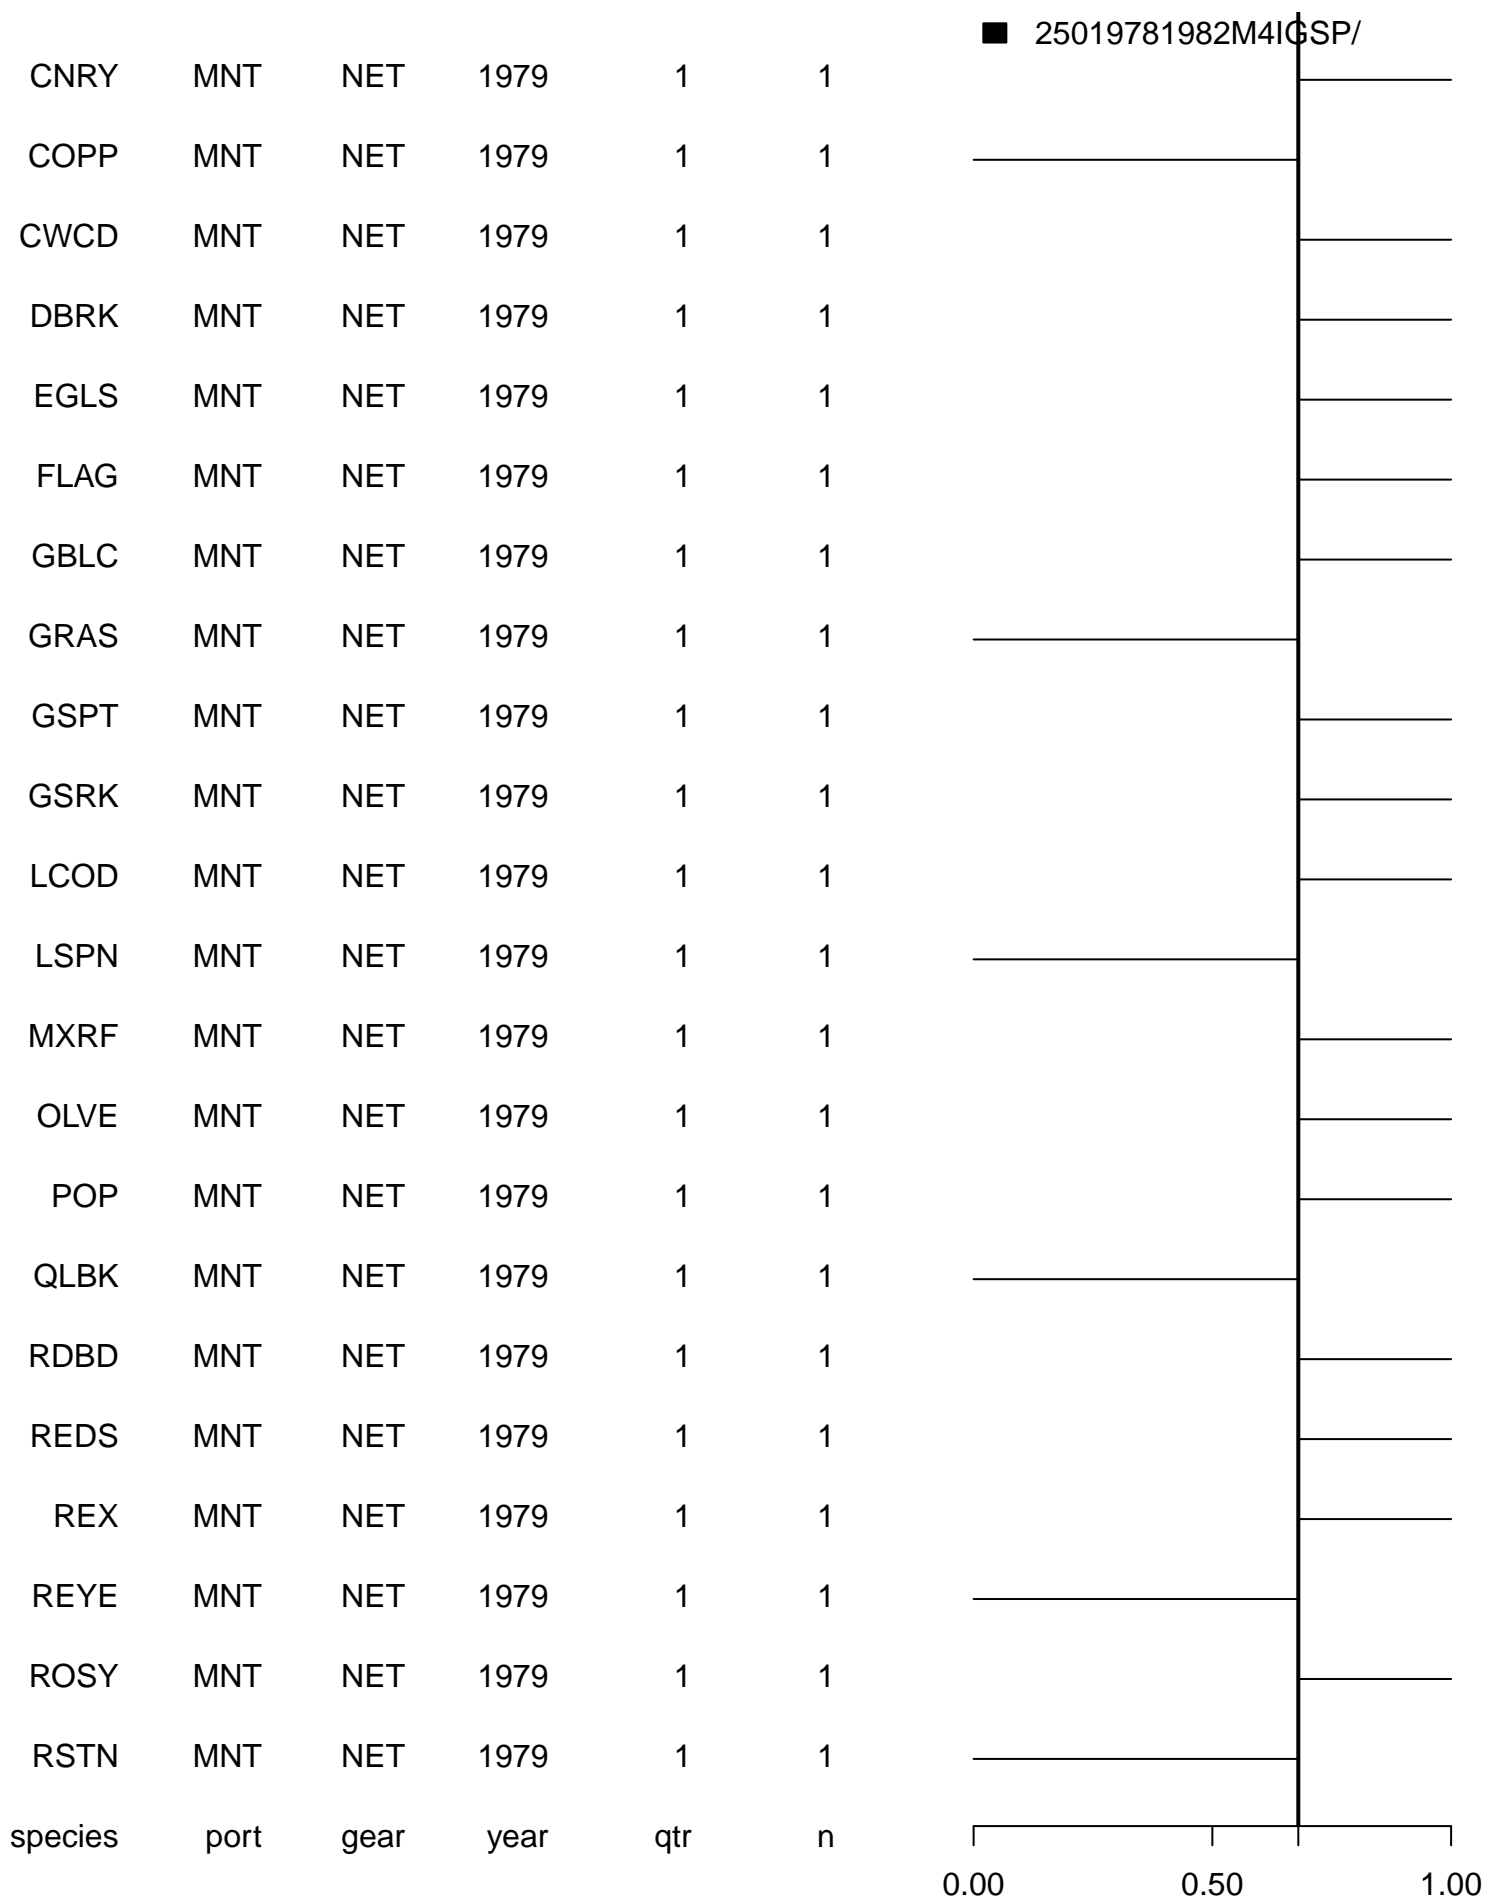 25019781982M4IGSP/
CNRY MNT NET 1979 1 1
COPP MNT NET 1979 1 1
CWCD MNT NET 1979 1 1
DBRK MNT NET 1979 1 1
EGLS MNT NET 1979 1 1
FLAG MNT NET 1979 1 1
GBLC MNT NET 1979 1 1
GRAS MNT NET 1979 1 1
GSPT MNT NET 1979 1 1
GSRK MNT NET 1979 1 1
LCOD MNT NET 1979 1 1
LSPN MNT NET 1979 1 1
MXRF MNT NET 1979 1 1
OLVE MNT NET 1979 1 1
POP MNT NET 1979 1 1
QLBK MNT NET 1979 1 1
RDBD MNT NET 1979 1 1
REDS MNT NET 1979 1 1
REX MNT NET 1979 1 1
REYE MNT NET 1979 1 1
ROSY MNT NET 1979 1 1
RSTN MNT NET 1979 1 1
species port gear year qtr n
0.00 0.50 1.00